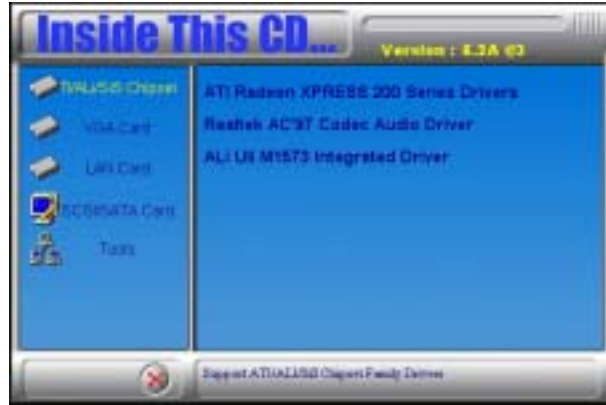 Inside This CD...
Version : 6.2A @3
ATI/ALi/SiS Chipset
VGA Card
LAN Card
SCSI/SATA Card
Tools
ATI Radeon XPRESS 200 Series Drivers
Realtek AC'97 Codec Audio Driver
ALi Uli M1573 Integrated Driver
Support ATI/ALI/SiS Chipset Family Drivers